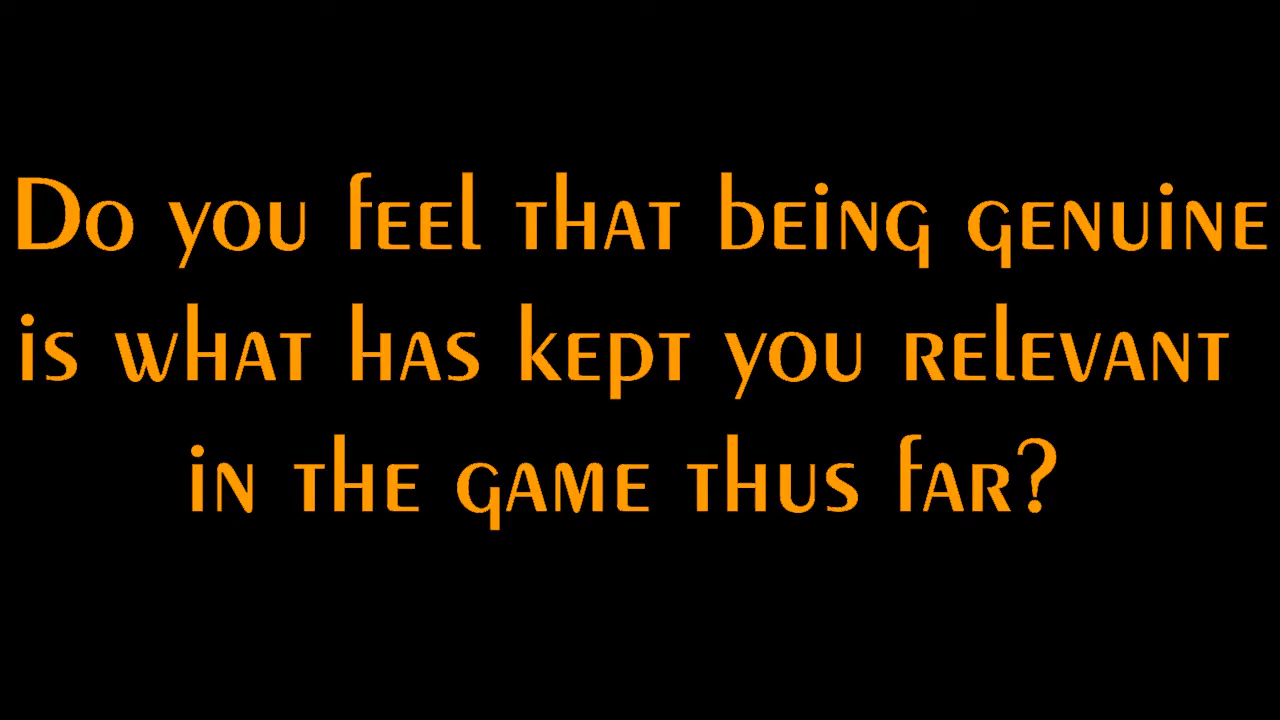 Do you feel that being genuine
is what has kept you relevant
in the game thus far?